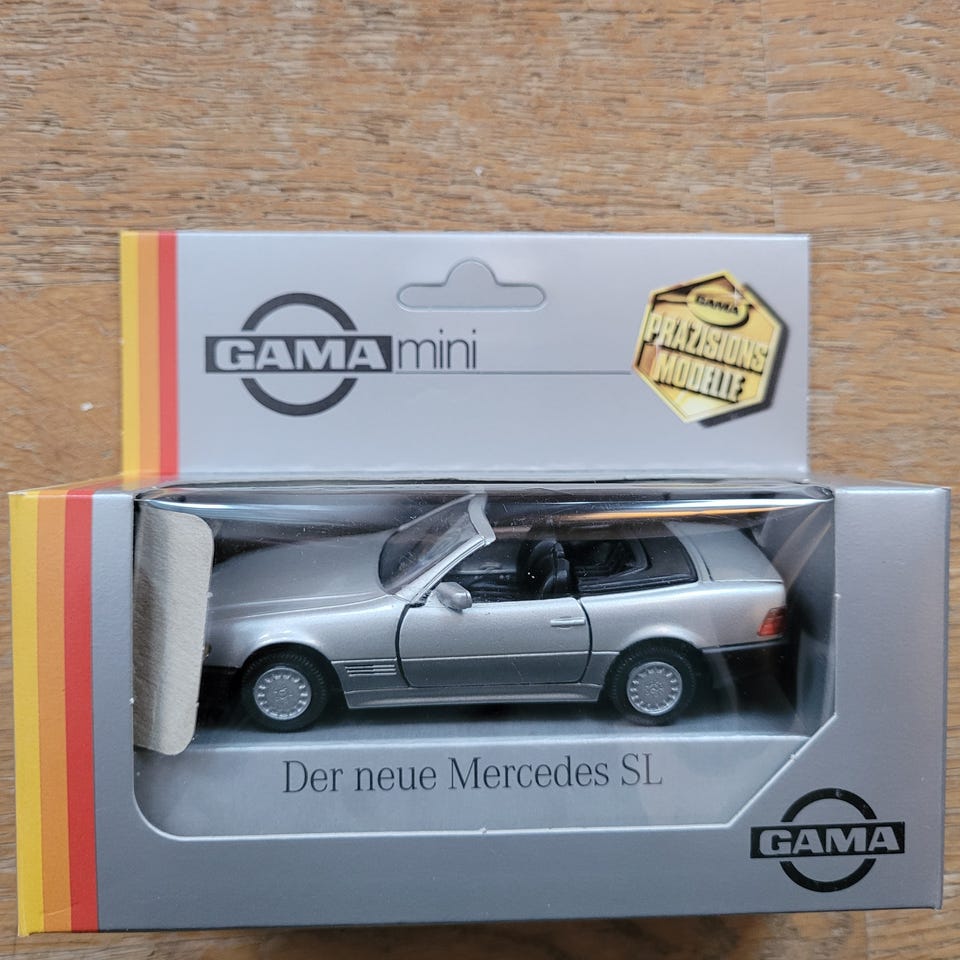 GAMA mini
GAMA
PRÄZISIONS
MODELLE
Der neue Mercedes SL
GAMA